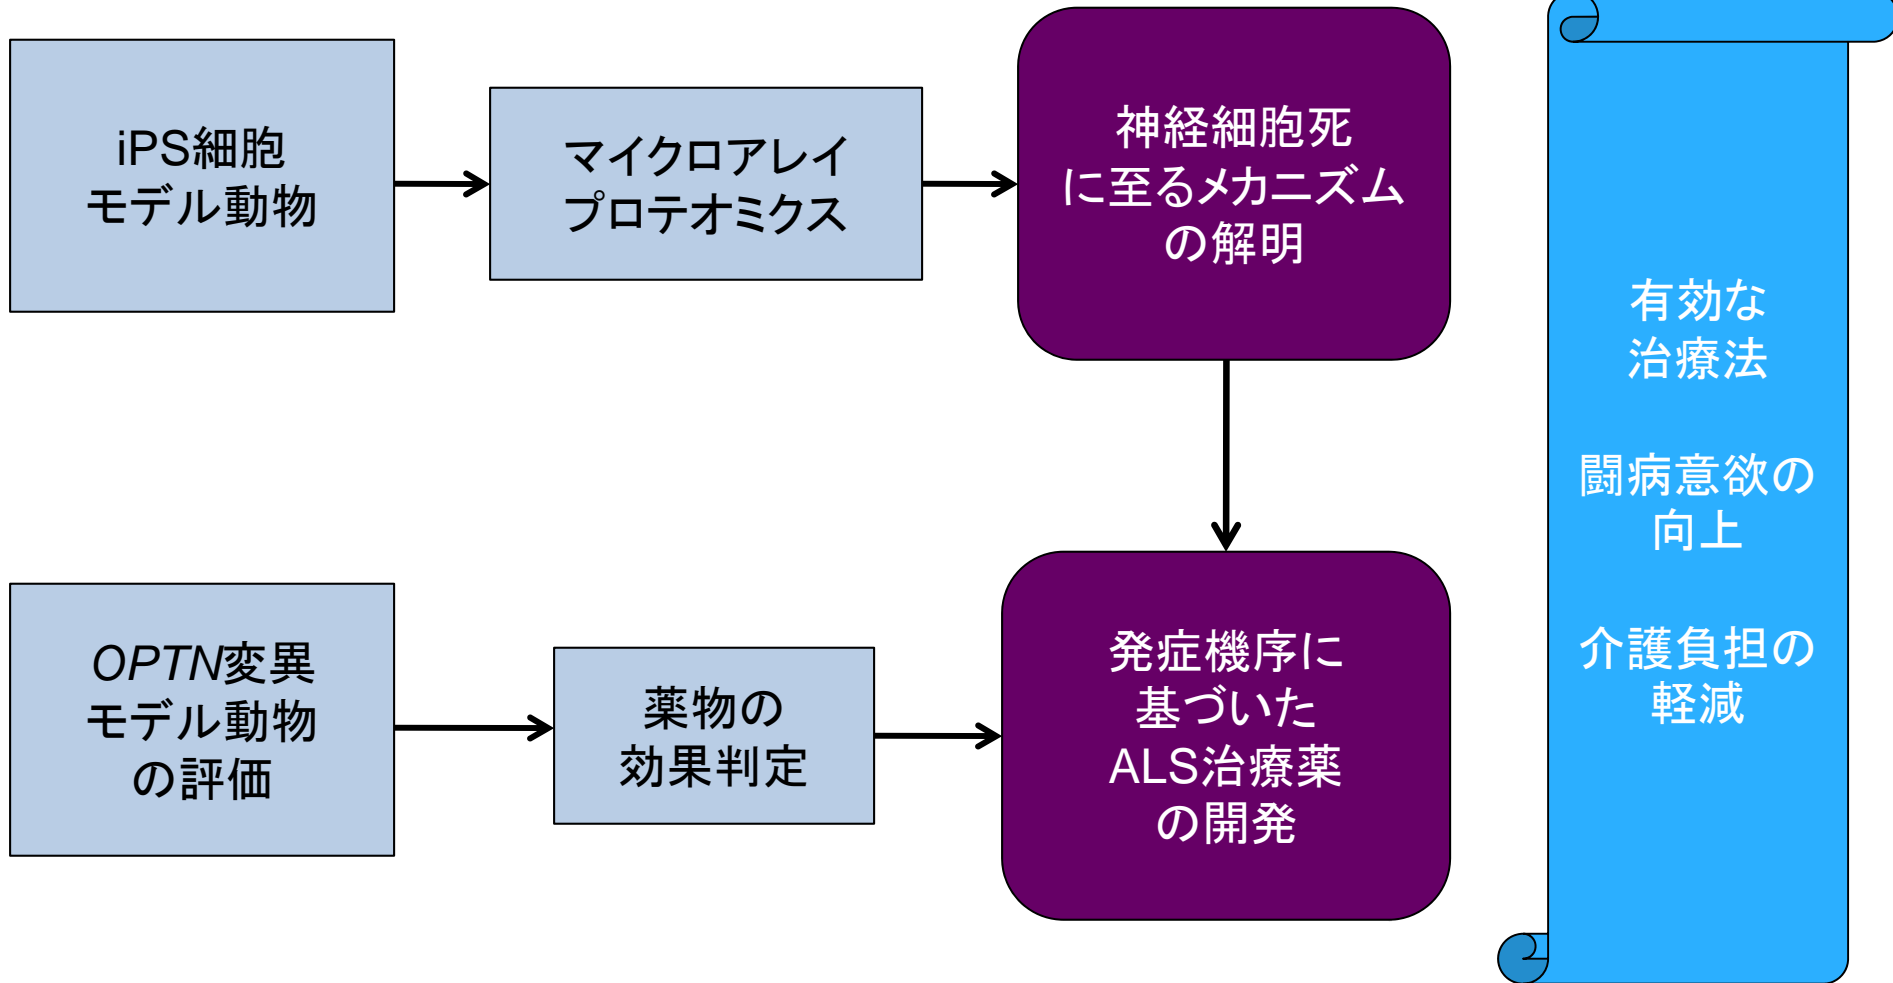 iPS細胞
モデル動物
マイクロアレイ
プロテオミクス
神経細胞死
に至るメカニズム
の解明
OPTN変異
モデル動物
の評価
薬物の
効果判定
発症機序に
基づいた
ALS治療薬
の開発
有効な
治療法
闘病意欲の
向上
介護負担の
軽減